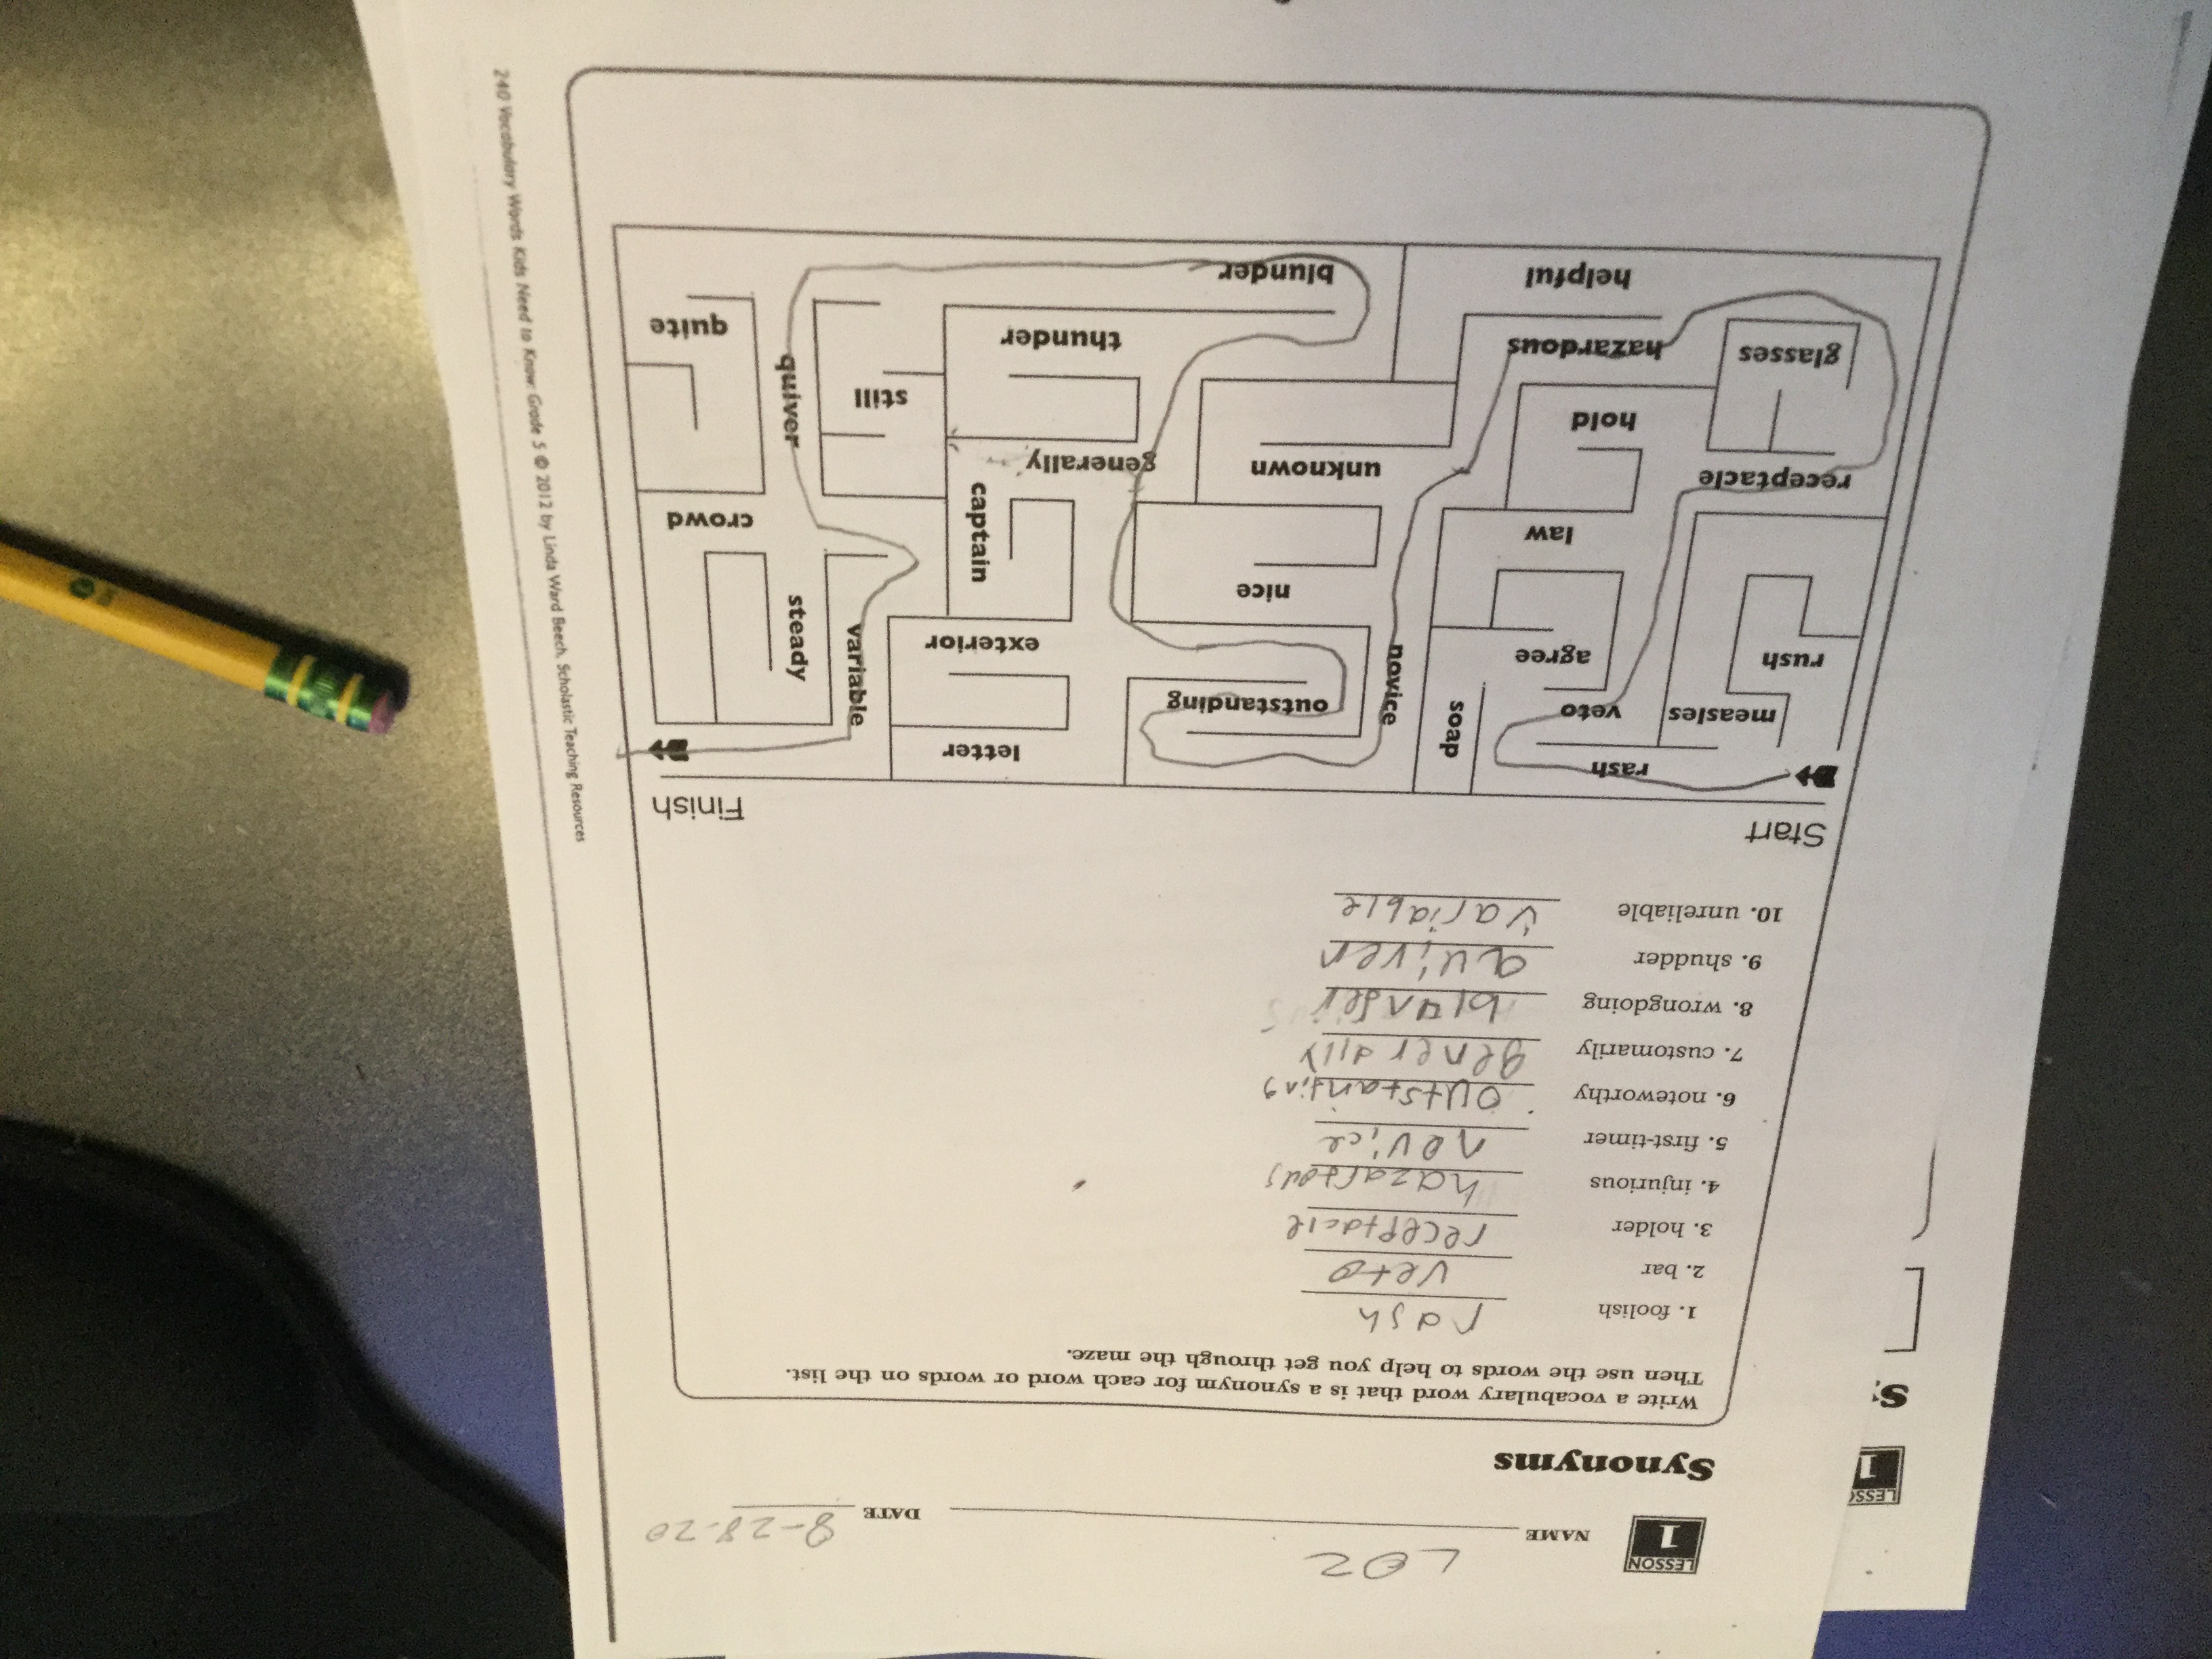 LESSON
1
NAME LOZ
DATE 8-28-20
LESSO
1
Synonyms
Write a vocabulary word that is a synonym for each word or words on the list.
Then use the words to help you get through the maze.
1. foolish rash
2. bar veto
3. holder receptacle
4. injurious hazardous
5. first-timer novice
6. noteworthy outstanding
7. customarily generally
8. wrongdoing blunder
9. shudder quiver
10. unreliable variable
Start
Finish
rash
soap
letter
measles
veto
novice
outstanding
variable
rush
agree
exterior
steady
nice
law
captain
crowd
receptacle
unknown
generally
hold
still
quiver
glasses
hazardous
thunder
quite
helpful
blunder
240 Vocabulary Words Kids Need to Know: Grade 5 © 2012 by Linda Ward Beech, Scholastic Teaching Resources